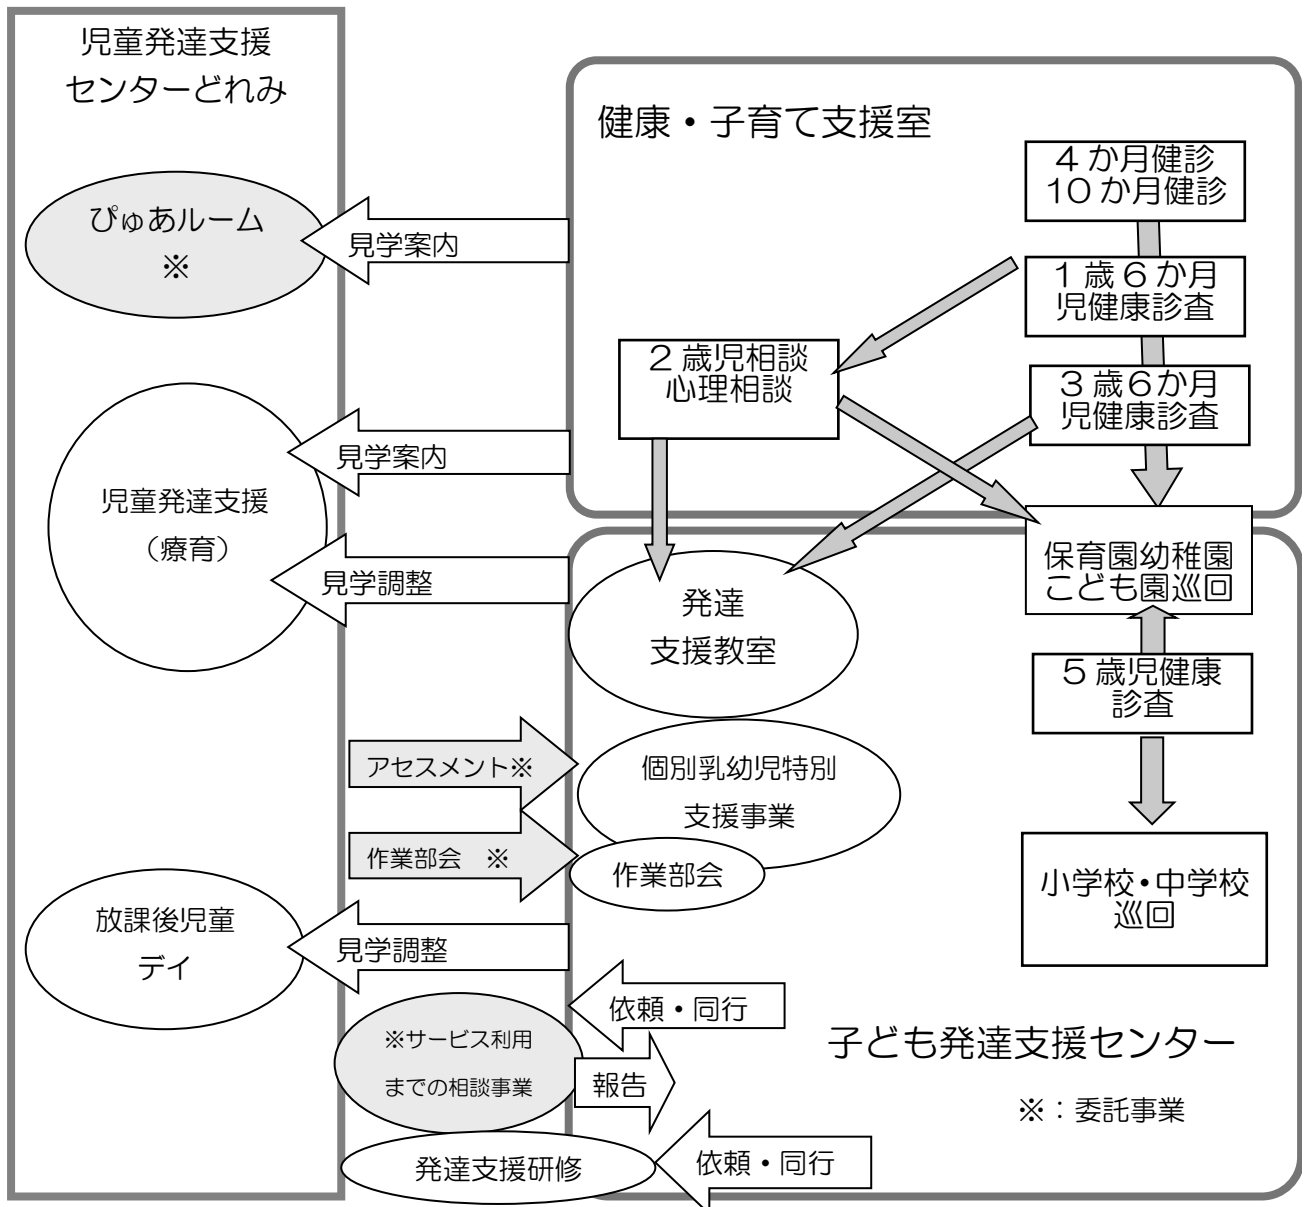 児童発達支援
センターどれみ
ぴゅあルーム
※
見学案内
児童発達支援
（療育）
見学案内
見学調整
アセスメント※
作業部会　※
放課後児童
デイ
見学調整
※サービス利用
までの相談事業
発達支援研修
健康・子育て支援室
４か月健診
10か月健診
１歳６か月
児健康診査
２歳児相談
心理相談
３歳６か月
児健康診査
保育園幼稚園
こども園巡回
発達
支援教室
５歳児健康
診査
個別乳幼児特別
支援事業
作業部会
小学校・中学校
巡回
依頼・同行
報告
依頼・同行
子ども発達支援センター
※：委託事業